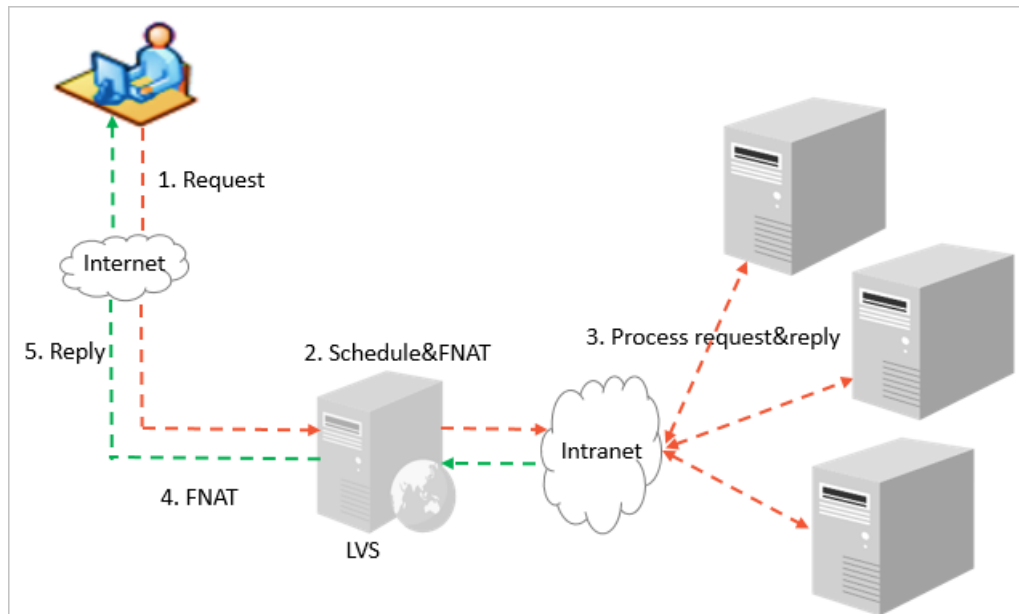 1. Request
Internet
5. Reply
2. Schedule&FNAT
3. Process request&reply
Intranet
4. FNAT
LVS